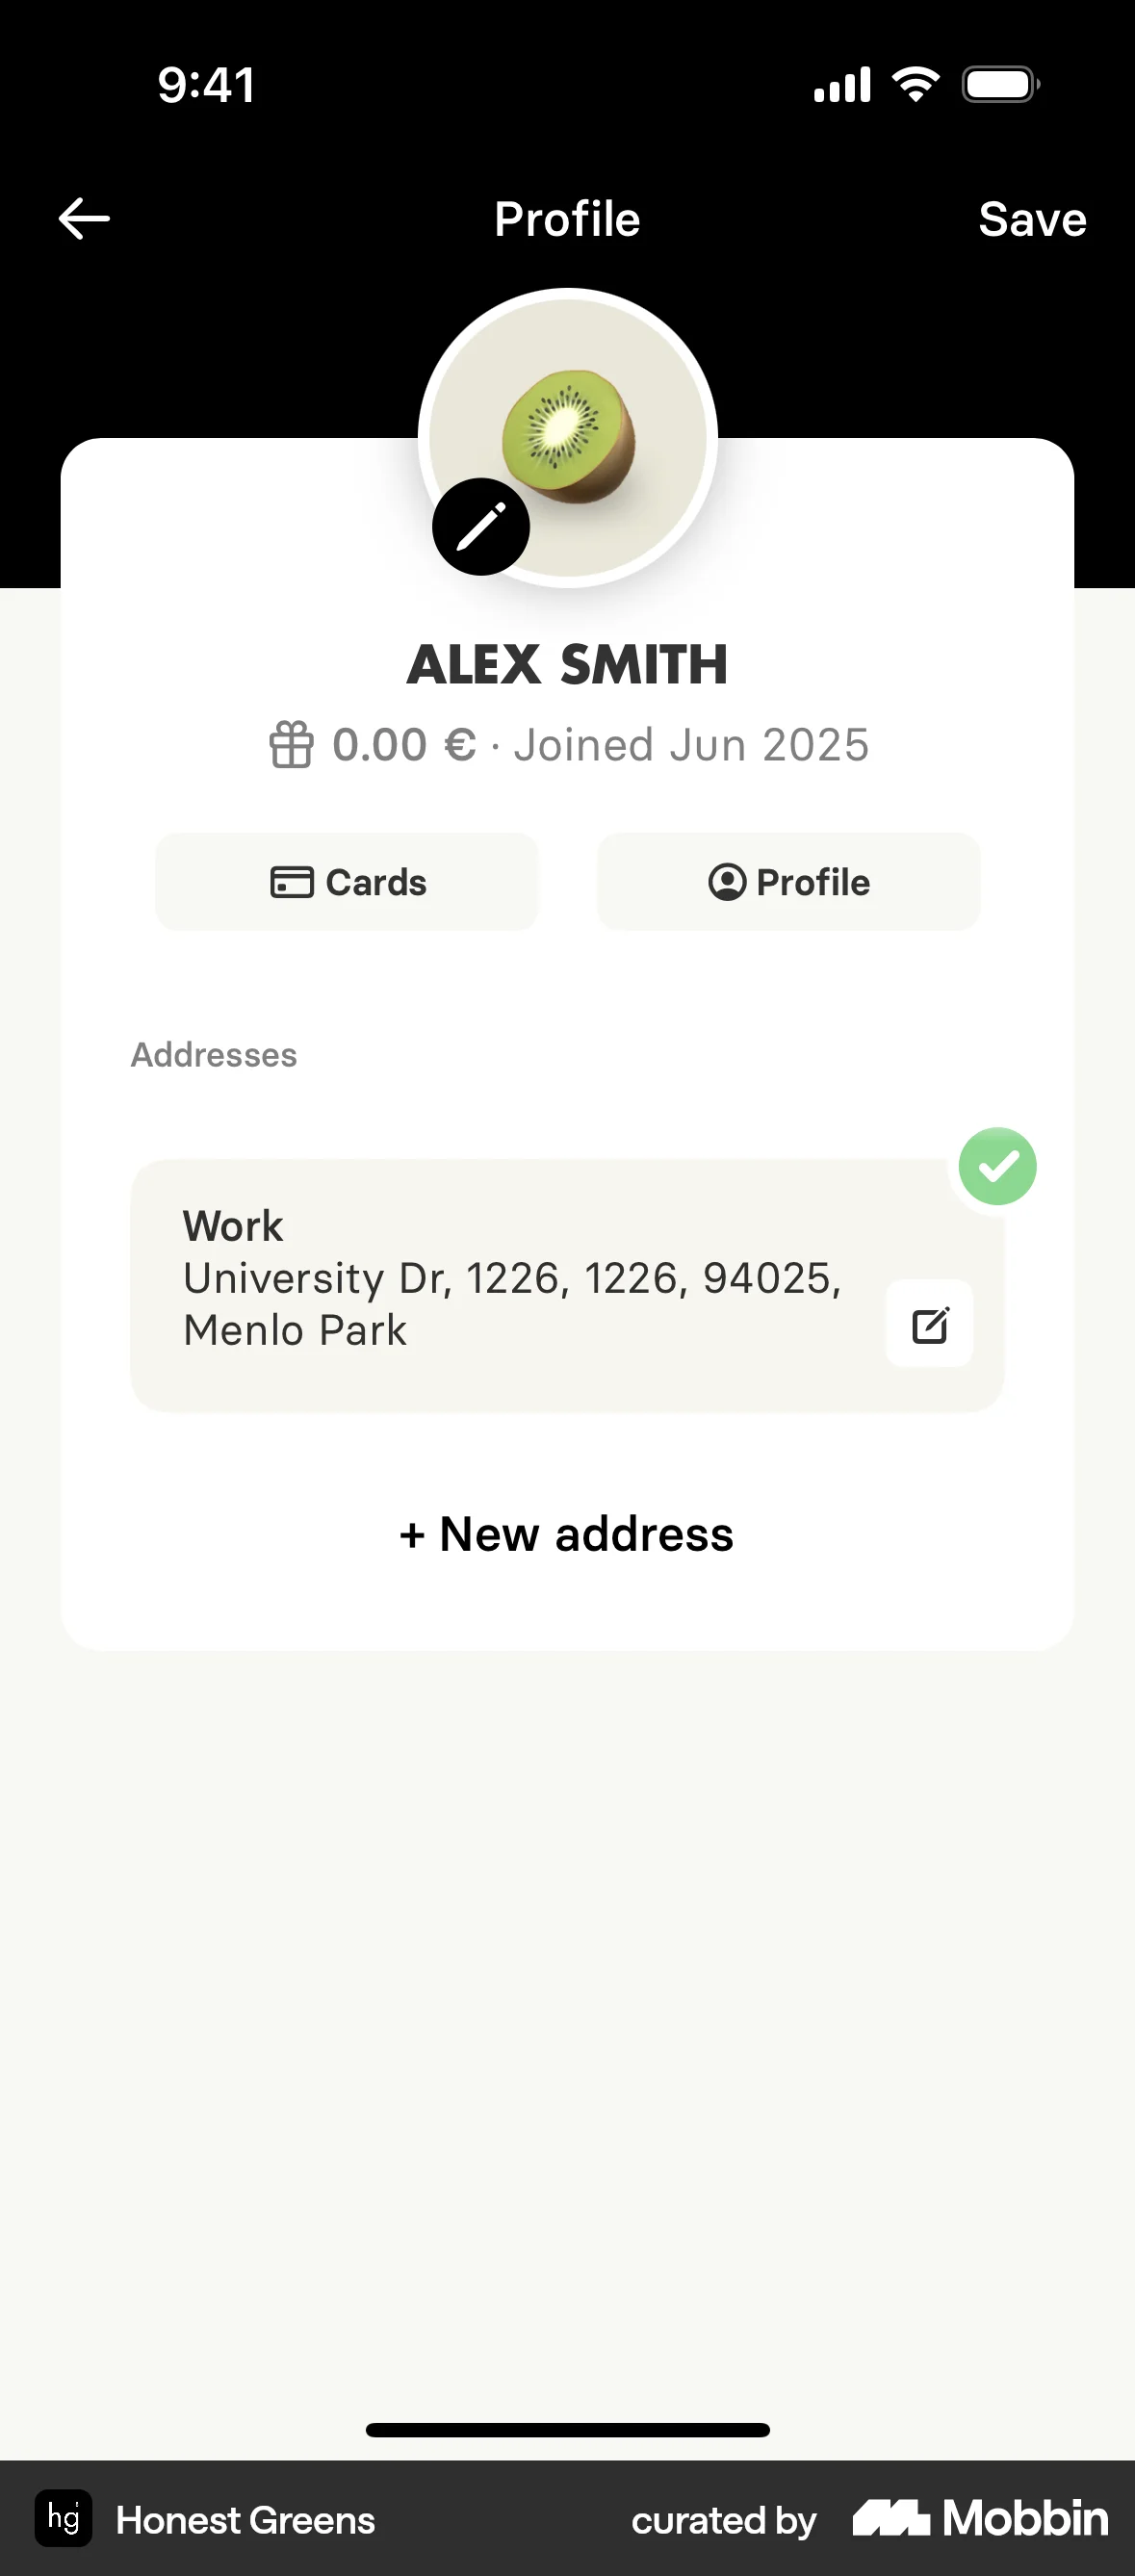 9:41
Profile
Save
ALEX SMITH
0.00 € · Joined Jun 2025
Cards
Profile
Addresses
Work
University Dr, 1226, 1226, 94025,
Menlo Park
+ New address
hg
Honest Greens
curated by
Mobbin